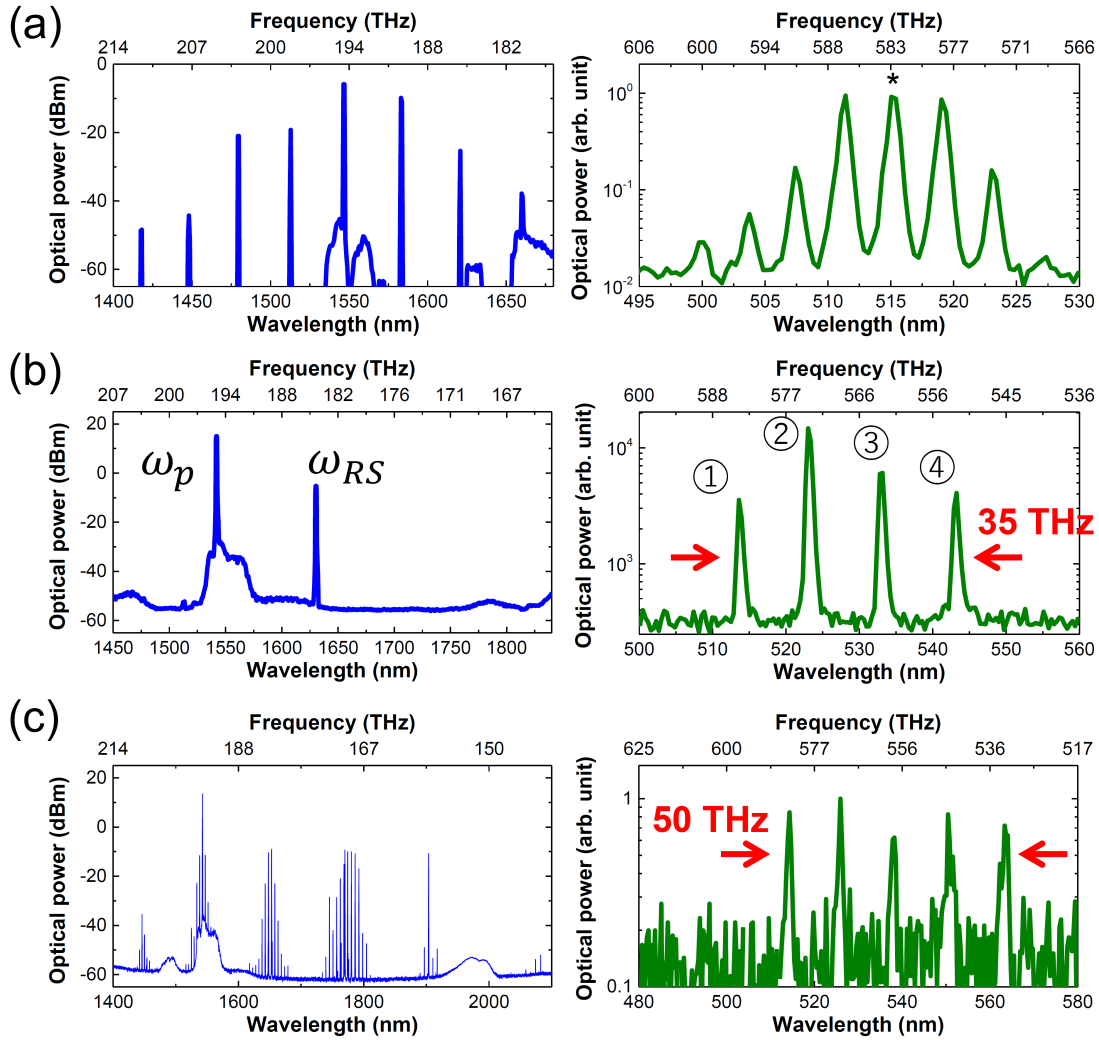 (a)
Frequency (THz)
214 207 200 194 188 182
Optical power (dBm)
0
-20
-40
-60
1400 1450 1500 1550 1600 1650
Wavelength (nm)
Frequency (THz)
606 600 594 588 583 577 571 566
Optical power (arb. unit)
*
10⁰
10⁻¹
10⁻²
495 500 505 510 515 520 525 530
Wavelength (nm)
(b)
Frequency (THz)
207 200 194 188 182 176 171 167
Optical power (dBm)
20
0
-20
-40
-60
ωp
ωRS
1450 1500 1550 1600 1650 1700 1750 1800
Wavelength (nm)
Frequency (THz)
600 588 577 566 556 545 536
Optical power (arb. unit)
10⁴
10³
① ② ③ ④
35 THz
500 510 520 530 540 550 560
Wavelength (nm)
(c)
Frequency (THz)
214 188 167 150
Optical power (dBm)
20
0
-20
-40
-60
1400 1600 1800 2000
Wavelength (nm)
Frequency (THz)
625 600 577 556 536 517
Optical power (arb. unit)
1
0.1
50 THz
480 500 520 540 560 580
Wavelength (nm)